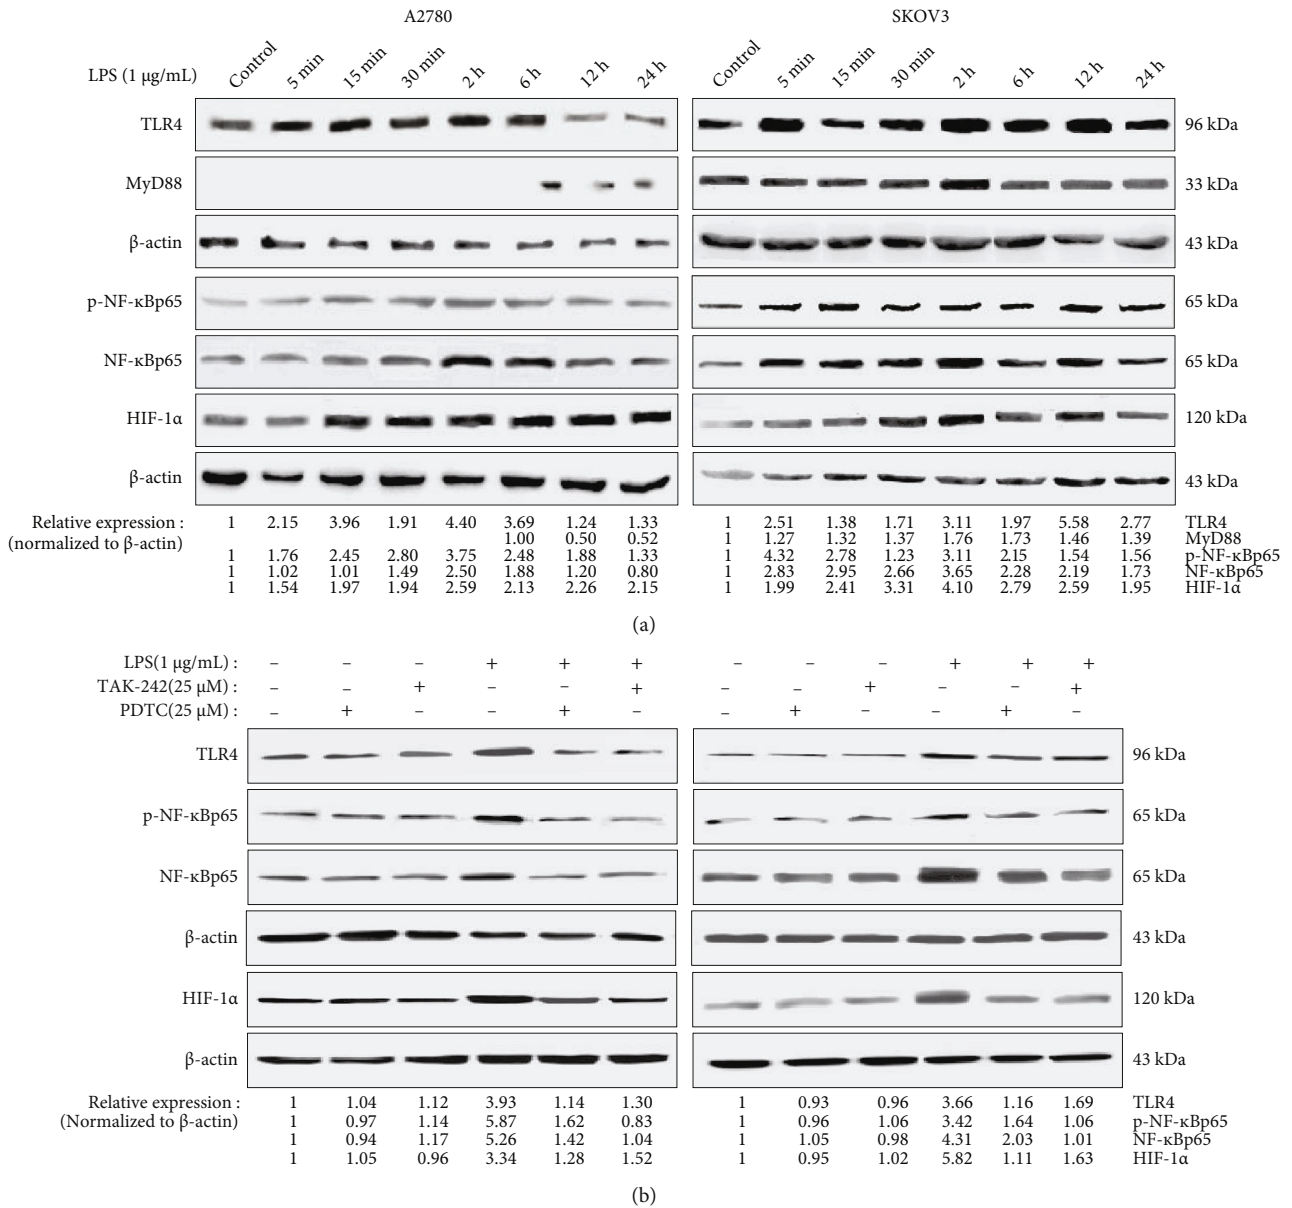 A2780 SKOV3
LPS (1 μg/mL) Control 5 min 15 min 30 min 2 h 6 h 12 h 24 h Control 5 min 15 min 30 min 2 h 6 h 12 h 24 h
TLR4 96 kDa
MyD88 33 kDa
β-actin 43 kDa
p-NF-κBp65 65 kDa
NF-κBp65 65 kDa
HIF-1α 120 kDa
β-actin 43 kDa
Relative expression : 1 2.15 3.96 1.91 4.40 3.69 1.24 1.33 1 2.51 1.38 1.71 3.11 1.97 5.58 2.77 TLR4
(normalized to β-actin) 1.00 0.50 0.52 1 1.27 1.32 1.37 1.76 1.73 1.46 1.39 MyD88
1 1.76 2.45 2.80 3.75 2.48 1.88 1.33 1 4.32 2.78 1.23 3.11 2.15 1.54 1.56 p-NF-κBp65
1 1.02 1.01 1.49 2.50 1.88 1.20 0.80 1 2.83 2.95 2.66 3.65 2.28 2.19 1.73 NF-κBp65
1 1.54 1.97 1.94 2.59 2.13 2.26 2.15 1 1.99 2.41 3.31 4.10 2.79 2.59 1.95 HIF-1α
(a)
LPS(1 μg/mL) : – – – + + + – – – + + +
TAK-242(25 μM) : – – + – – + – – + – – +
PDTC(25 μM) : – + – – + – – + – – + –
TLR4 96 kDa
p-NF-κBp65 65 kDa
NF-κBp65 65 kDa
β-actin 43 kDa
HIF-1α 120 kDa
β-actin 43 kDa
Relative expression : 1 1.04 1.12 3.93 1.14 1.30 1 0.93 0.96 3.66 1.16 1.69 TLR4
(Normalized to β-actin) 1 0.97 1.14 5.87 1.62 0.83 1 0.96 1.06 3.42 1.64 1.06 p-NF-κBp65
1 0.94 1.17 5.26 1.42 1.04 1 1.05 0.98 4.31 2.03 1.01 NF-κBp65
1 1.05 0.96 3.34 1.28 1.52 1 0.95 1.02 5.82 1.11 1.63 HIF-1α
(b)